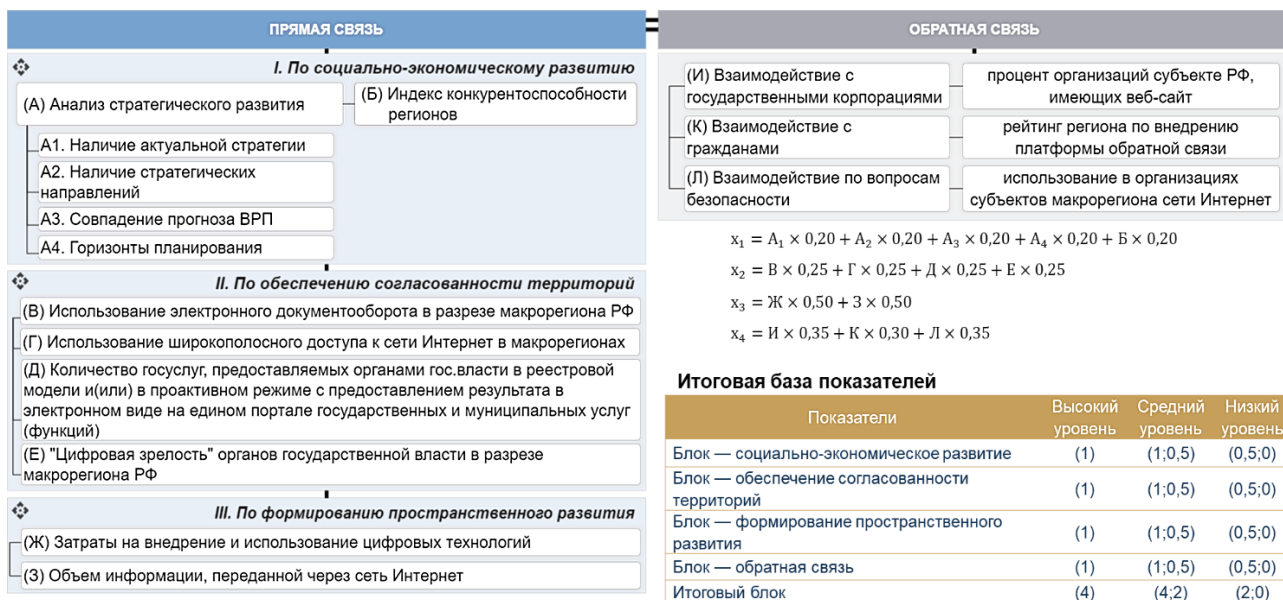 ПРЯМАЯ СВЯЗЬ
I. По социально-экономическому развитию
(А) Анализ стратегического развития
(Б) Индекс конкурентоспособности
регионов
А1. Наличие актуальной стратегии
А2. Наличие стратегических
направлений
А3. Совпадение прогноза ВРП
А4. Горизонты планирования
II. По обеспечению согласованности территорий
(В) Использование электронного документооборота в разрезе макрорегиона РФ
(Г) Использование широкополосного доступа к сети Интернет в макрорегионах
(Д) Количество госуслуг, предоставляемых органами гос.власти в реестровой
модели и(или) в проактивном режиме с предоставлением результата в
электронном виде на едином портале государственных и муниципальных услуг
(функций)
(Е) "Цифровая зрелость" органов государственной власти в разрезе
макрорегиона РФ
III. По формированию пространственного развития
(Ж) Затраты на внедрение и использование цифровых технологий
(З) Объем информации, переданной через сеть Интернет
ОБРАТНАЯ СВЯЗЬ
(И) Взаимодействие с
государственными корпорациями
процент организаций субъекте РФ,
имеющих веб-сайт
(К) Взаимодействие с
гражданами
рейтинг региона по внедрению
платформы обратной связи
(Л) Взаимодействие по вопросам
безопасности
использование в организациях
субъектов макрорегиона сети Интернет
x₁ = А₁ × 0,20 + А₂ × 0,20 + А₃ × 0,20 + А₄ × 0,20 + Б × 0,20
x₂ = В × 0,25 + Г × 0,25 + Д × 0,25 + Е × 0,25
x₃ = Ж × 0,50 + З × 0,50
x₄ = И × 0,35 + К × 0,30 + Л × 0,35
Итоговая база показателей
Показатели Высокий уровень Средний уровень Низкий уровень
Блок — социально-экономическое развитие (1) (1;0,5) (0,5;0)
Блок — обеспечение согласованности
территорий (1) (1;0,5) (0,5;0)
Блок — формирование пространственного
развития (1) (1;0,5) (0,5;0)
Блок — обратная связь (1) (1;0,5) (0,5;0)
Итоговый блок (4) (4;2) (2;0)